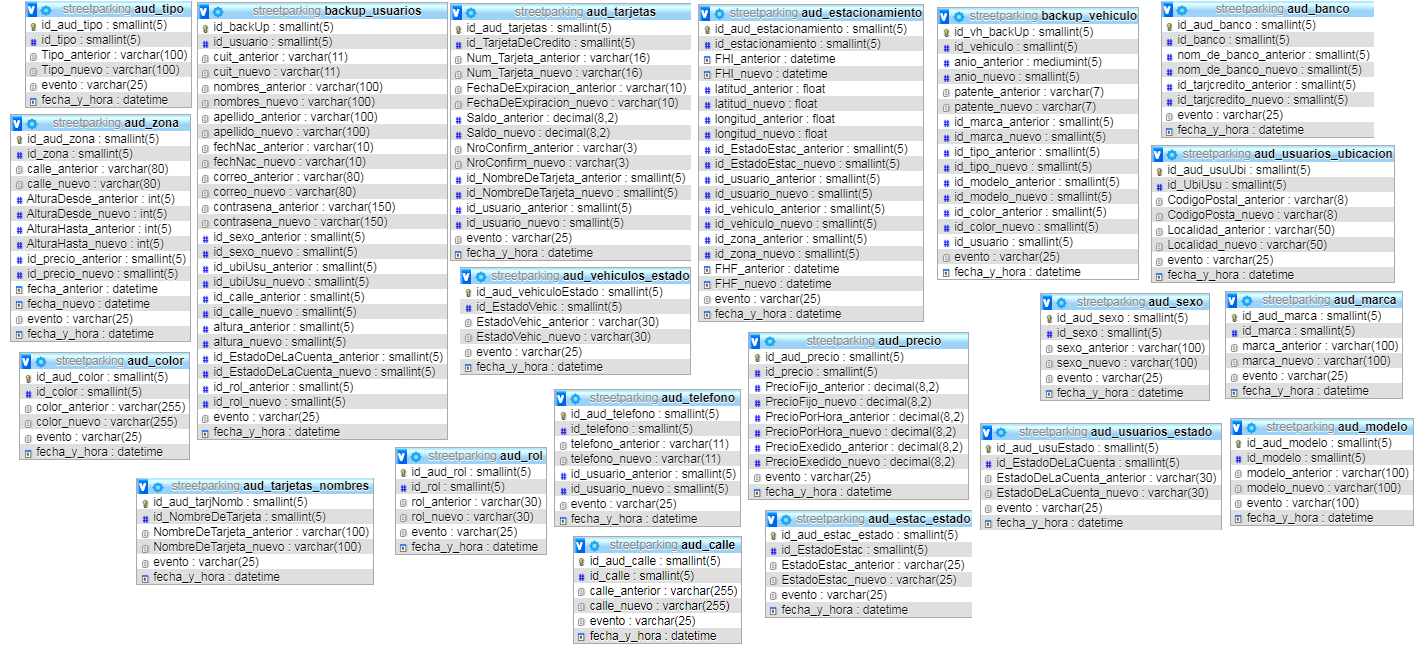 streetparking aud_tipo
id_aud_tipo : smallint(5)
id_tipo : smallint(5)
Tipo_anterior : varchar(100)
Tipo_nuevo : varchar(100)
evento : varchar(25)
fecha_y_hora : datetime
streetparking aud_zona
id_aud_zona : smallint(5)
id_zona : smallint(5)
calle_anterior : varchar(80)
calle_nuevo : varchar(80)
AlturaDesde_anterior : int(5)
AlturaDesde_nuevo : int(5)
AlturaHasta_anterior : int(5)
AlturaHasta_nuevo : int(5)
id_precio_anterior : smallint(5)
id_precio_nuevo : smallint(5)
fecha_anterior : datetime
fecha_nuevo : datetime
evento : varchar(25)
fecha_y_hora : datetime
streetparking aud_color
id_aud_color : smallint(5)
id_color : smallint(5)
color_anterior : varchar(255)
color_nuevo : varchar(255)
evento : varchar(25)
fecha_y_hora : datetime
streetparking backup_usuarios
id_backUp : smallint(5)
id_usuario : smallint(5)
cuit_anterior : varchar(11)
cuit_nuevo : varchar(11)
nombres_anterior : varchar(100)
nombres_nuevo : varchar(100)
apellido_anterior : varchar(100)
apellido_nuevo : varchar(100)
fechNac_anterior : varchar(10)
fechNac_nuevo : varchar(10)
correo_anterior : varchar(80)
correo_nuevo : varchar(80)
contrasena_anterior : varchar(150)
contrasena_nuevo : varchar(150)
id_sexo_anterior : smallint(5)
id_sexo_nuevo : smallint(5)
id_ubiUsu_anterior : smallint(5)
id_ubiUsu_nuevo : smallint(5)
id_calle_anterior : smallint(5)
id_calle_nuevo : smallint(5)
altura_anterior : smallint(5)
altura_nuevo : smallint(5)
id_EstadoDeLaCuenta_anterior : smallint(5)
id_EstadoDeLaCuenta_nuevo : smallint(5)
id_rol_anterior : smallint(5)
id_rol_nuevo : smallint(5)
evento : varchar(25)
fecha_y_hora : datetime
streetparking aud_tarjetas_nombres
id_aud_tarjNomb : smallint(5)
id_NombreDeTarjeta : smallint(5)
NombreDeTarjeta_anterior : varchar(100)
NombreDeTarjeta_nuevo : varchar(100)
evento : varchar(25)
fecha_y_hora : datetime
streetparking aud_tarjetas
id_aud_tarjetas : smallint(5)
id_TarjetaDeCredito : smallint(5)
Num_Tarjeta_anterior : varchar(16)
Num_Tarjeta_nuevo : varchar(16)
FechaDeExpiracion_anterior : varchar(10)
FechaDeExpiracion_nuevo : varchar(10)
Saldo_anterior : decimal(8,2)
Saldo_nuevo : decimal(8,2)
NroConfirm_anterior : varchar(3)
NroConfirm_nuevo : varchar(3)
id_NombreDeTarjeta_anterior : smallint(5)
id_NombreDeTarjeta_nuevo : smallint(5)
id_usuario_anterior : smallint(5)
id_usuario_nuevo : smallint(5)
evento : varchar(25)
fecha_y_hora : datetime
streetparking aud_vehiculos_estado
id_aud_vehiculoEstado : smallint(5)
id_EstadoVehic : smallint(5)
EstadoVehic_anterior : varchar(30)
EstadoVehic_nuevo : varchar(30)
evento : varchar(25)
fecha_y_hora : datetime
streetparking aud_rol
id_aud_rol : smallint(5)
id_rol : smallint(5)
rol_anterior : varchar(30)
rol_nuevo : varchar(30)
evento : varchar(25)
fecha_y_hora : datetime
streetparking aud_telefono
id_aud_telefono : smallint(5)
id_telefono : smallint(5)
telefono_anterior : varchar(11)
telefono_nuevo : varchar(11)
id_usuario_anterior : smallint(5)
id_usuario_nuevo : smallint(5)
evento : varchar(25)
fecha_y_hora : datetime
streetparking aud_calle
id_aud_calle : smallint(5)
id_calle : smallint(5)
calle_anterior : varchar(255)
calle_nuevo : varchar(255)
evento : varchar(25)
fecha_y_hora : datetime
streetparking aud_estacionamiento
id_aud_estacionamiento : smallint(5)
id_estacionamiento : smallint(5)
FHI_anterior : datetime
FHI_nuevo : datetime
latitud_anterior : float
latitud_nuevo : float
longitud_anterior : float
longitud_nuevo : float
id_EstadoEstac_anterior : smallint(5)
id_EstadoEstac_nuevo : smallint(5)
id_usuario_anterior : smallint(5)
id_usuario_nuevo : smallint(5)
id_vehiculo_anterior : smallint(5)
id_vehiculo_nuevo : smallint(5)
id_zona_anterior : smallint(5)
id_zona_nuevo : smallint(5)
FHF_anterior : datetime
FHF_nuevo : datetime
evento : varchar(25)
fecha_y_hora : datetime
streetparking aud_precio
id_aud_precio : smallint(5)
id_precio : smallint(5)
PrecioFijo_anterior : decimal(8,2)
PrecioFijo_nuevo : decimal(8,2)
PrecioPorHora_anterior : decimal(8,2)
PrecioPorHora_nuevo : decimal(8,2)
PrecioExedido_anterior : decimal(8,2)
PrecioExedido_nuevo : decimal(8,2)
evento : varchar(25)
fecha_y_hora : datetime
streetparking aud_estac_estado
id_aud_estac_estado : smallint(5)
id_EstadoEstac : smallint(5)
EstadoEstac_anterior : varchar(25)
EstadoEstac_nuevo : varchar(25)
evento : varchar(25)
fecha_y_hora : datetime
streetparking backup_vehiculo
id_vh_backUp : smallint(5)
id_vehiculo : smallint(5)
anio_anterior : mediumint(5)
anio_nuevo : smallint(5)
patente_anterior : varchar(7)
patente_nuevo : varchar(7)
id_marca_anterior : smallint(5)
id_marca_nuevo : smallint(5)
id_tipo_anterior : smallint(5)
id_tipo_nuevo : smallint(5)
id_modelo_anterior : smallint(5)
id_modelo_nuevo : smallint(5)
id_color_anterior : smallint(5)
id_color_nuevo : smallint(5)
id_usuario : smallint(5)
evento : varchar(25)
fecha_y_hora : datetime
streetparking aud_banco
id_aud_banco : smallint(5)
id_banco : smallint(5)
nom_de_banco_anterior : smallint(5)
nom_de_banco_nuevo : smallint(5)
id_tarjcredito_anterior : smallint(5)
id_tarjcredito_nuevo : smallint(5)
evento : varchar(25)
fecha_y_hora : datetime
streetparking aud_usuarios_ubicacion
id_aud_usuUbi : smallint(5)
id_UbiUsu : smallint(5)
CodigoPostal_anterior : varchar(8)
CodigoPosta_nuevo : varchar(8)
Localidad_anterior : varchar(50)
Localidad_nuevo : varchar(50)
evento : varchar(25)
fecha_y_hora : datetime
streetparking aud_sexo
id_aud_sexo : smallint(5)
id_sexo : smallint(5)
sexo_anterior : varchar(100)
sexo_nuevo : varchar(100)
evento : varchar(25)
fecha_y_hora : datetime
streetparking aud_marca
id_aud_marca : smallint(5)
id_marca : smallint(5)
marca_anterior : varchar(100)
marca_nuevo : varchar(100)
evento : varchar(25)
fecha_y_hora : datetime
streetparking aud_usuarios_estado
id_aud_usuEstado : smallint(5)
id_EstadoDeLaCuenta : smallint(5)
EstadoDeLaCuenta_anterior : varchar(30)
EstadoDeLaCuenta_nuevo : varchar(30)
evento : varchar(25)
fecha_y_hora : datetime
streetparking aud_modelo
id_aud_modelo : smallint(5)
id_modelo : smallint(5)
modelo_anterior : varchar(100)
modelo_nuevo : varchar(100)
evento : varchar(100)
fecha_y_hora : datetime